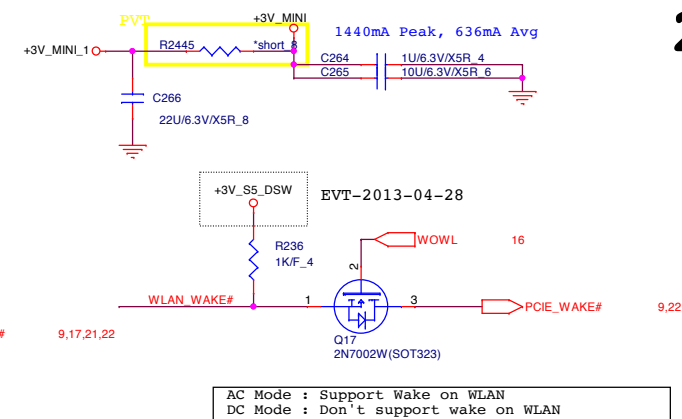 PVT
+3V_MINI
1440mA Peak, 636mA Avg
+3V_MINI_1
R2445
*short_8
C264
1U/6.3V/X5R_4
C265
10U/6.3V/X5R_6
C266
22U/6.3V/X5R_8
+3V_S5_DSW
EVT-2013-04-28
R236
1K/F_4
WOWL
16
2
WLAN_WAKE#
1
3
PCIE_WAKE#
9,22
#
9,17,21,22
Q17
2N7002W(SOT323)
AC Mode : Support Wake on WLAN
DC Mode : Don't support wake on WLAN